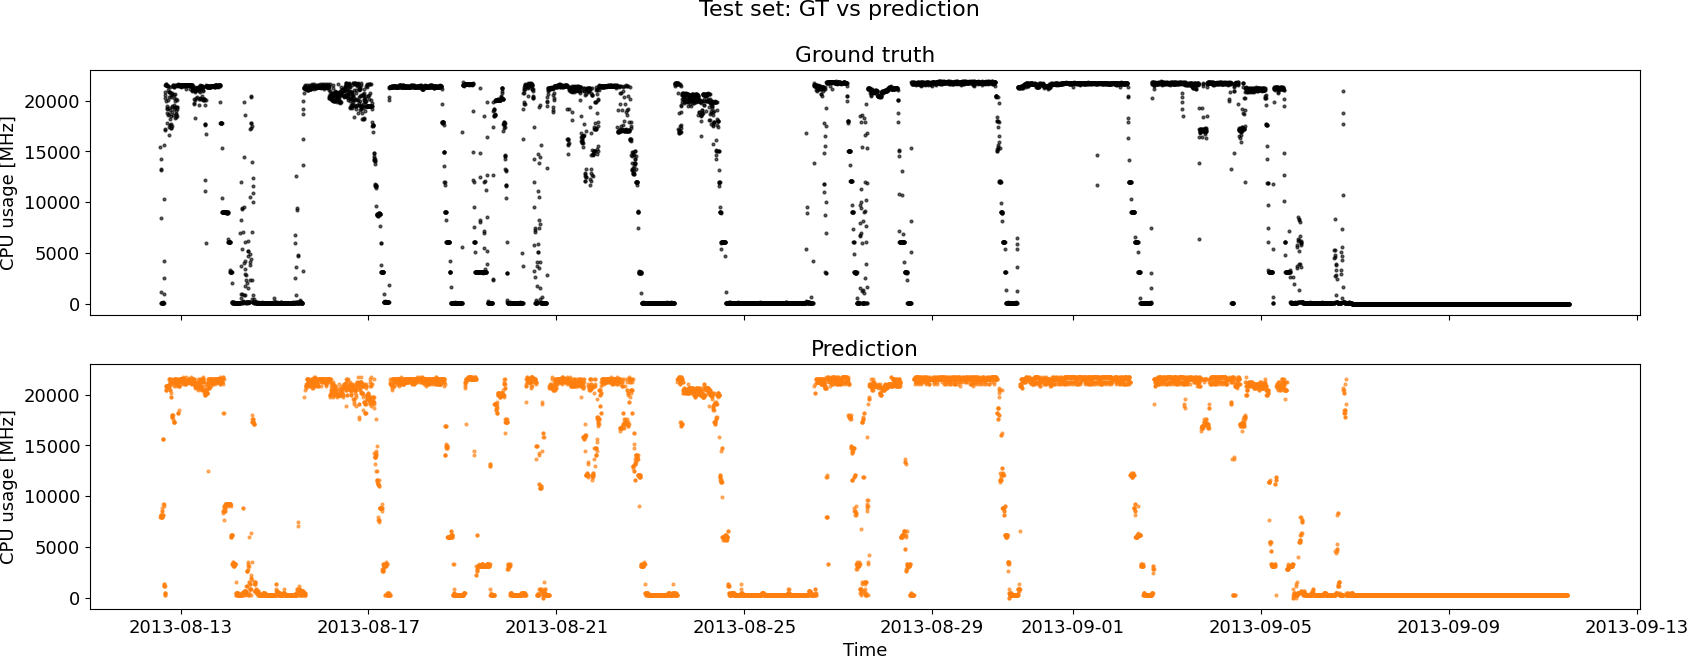 Test set: GT vs prediction
Ground truth
CPU usage [MHz]
20000
15000
10000
5000
0
Prediction
CPU usage [MHz]
20000
15000
10000
5000
0
2013-08-13 2013-08-17 2013-08-21 2013-08-25 2013-08-29 2013-09-01 2013-09-05 2013-09-09 2013-09-13
Time